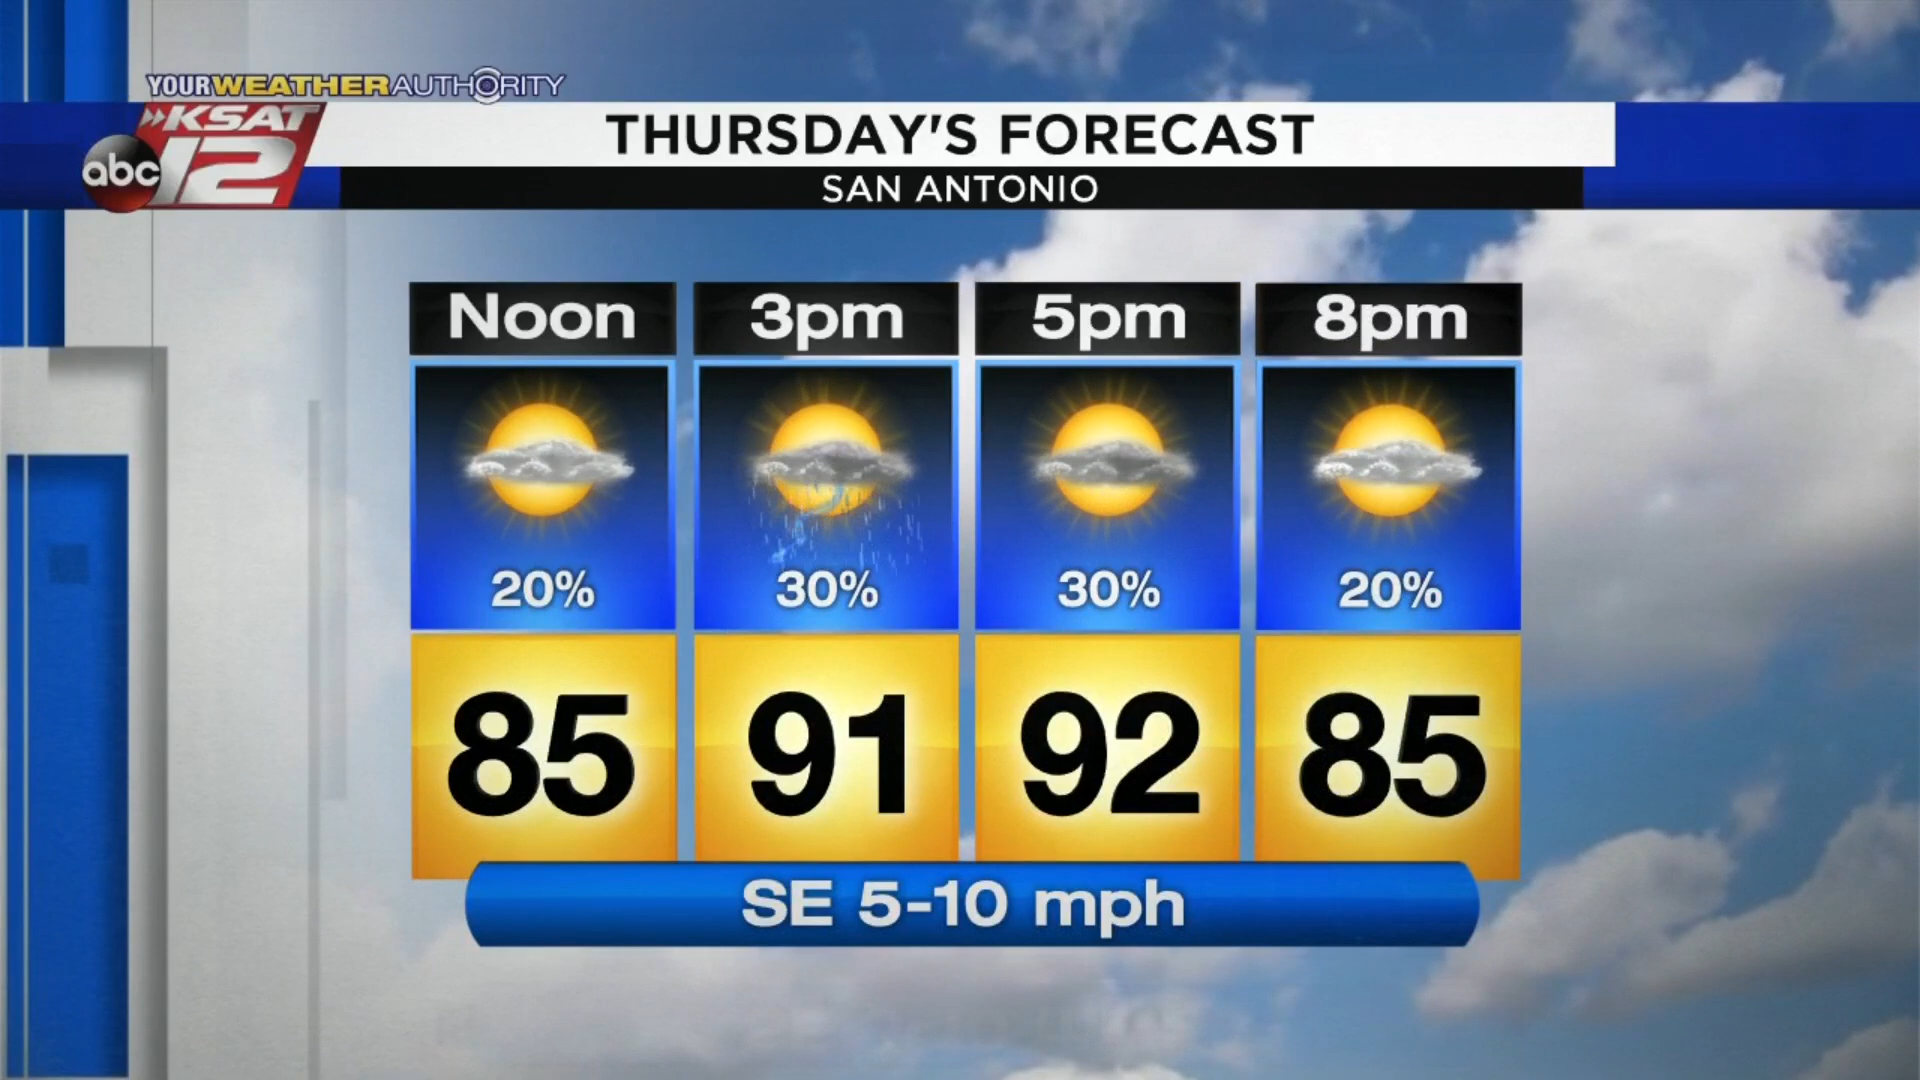 YOURWEATHERAUTHORITY
KSAT
abc 12
THURSDAY'S FORECAST
SAN ANTONIO
Noon 3pm 5pm 8pm
20% 30% 30% 20%
85 91 92 85
SE 5-10 mph